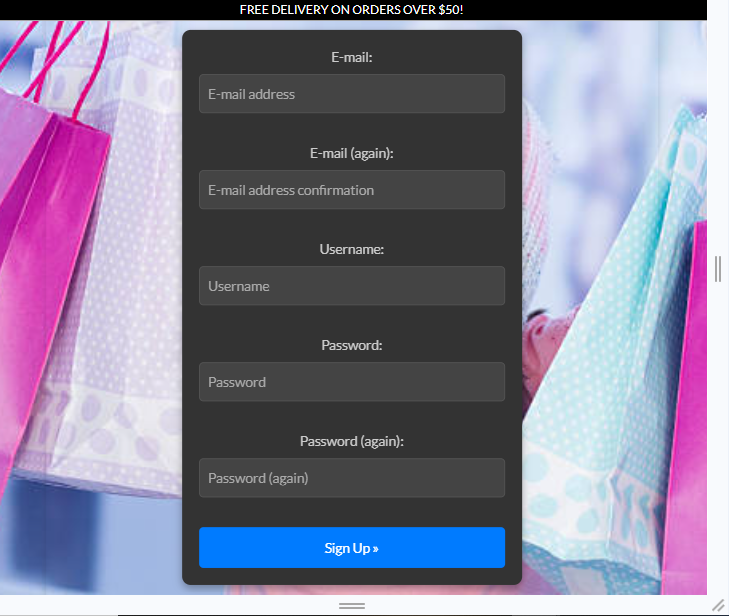 FREE DELIVERY ON ORDERS OVER $50!
E-mail:
E-mail address
E-mail (again):
E-mail address confirmation
Username:
Username
Password:
Password
Password (again):
Password (again)
Sign Up »